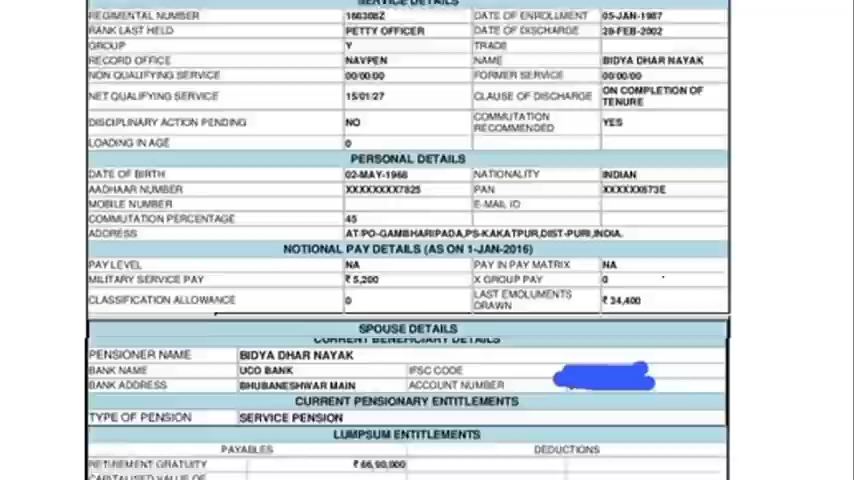 SERVICE DETAILS
REGIMENTAL NUMBER 166308Z DATE OF ENROLLMENT 05-JAN-1987
RANK LAST HELD PETTY OFFICER DATE OF DISCHARGE 28-FEB-2002
GROUP Y TRADE
RECORD OFFICE NAVPEN NAME BIDYA DHAR NAYAK
NON QUALIFYING SERVICE 00/00/00 FORMER SERVICE 00/00/00
NET QUALIFYING SERVICE 15/01/27 CLAUSE OF DISCHARGE ON COMPLETION OF TENURE
DISCIPLINARY ACTION PENDING NO COMMUTATION RECOMMENDED YES
LOADING IN AGE 0
PERSONAL DETAILS
DATE OF BIRTH 02-MAY-1968 NATIONALITY INDIAN
AADHAAR NUMBER XXXXXXXX7825 PAN XXXXXX673E
MOBILE NUMBER E-MAIL ID
COMMUTATION PERCENTAGE 45
ADDRESS AT/PO-GAMBHARIPADA,PS-KAKATPUR,DIST-PURI,INDIA.
NOTIONAL PAY DETAILS (AS ON 1-JAN-2016)
PAY LEVEL NA PAY IN PAY MATRIX NA
MILITARY SERVICE PAY ₹ 5,200 X GROUP PAY 0
CLASSIFICATION ALLOWANCE 0 LAST EMOLUMENTS DRAWN ₹ 34,400
SPOUSE DETAILS
CURRENT BENEFICIARY DETAILS
PENSIONER NAME BIDYA DHAR NAYAK
BANK NAME UCO BANK IFSC CODE
BANK ADDRESS BHUBANESHWAR MAIN ACCOUNT NUMBER
CURRENT PENSIONARY ENTITLEMENTS
TYPE OF PENSION SERVICE PENSION
LUMPSUM ENTITLEMENTS
PAYABLES DEDUCTIONS
RETIREMENT GRATUITY
CAPITALISED VALUE OF